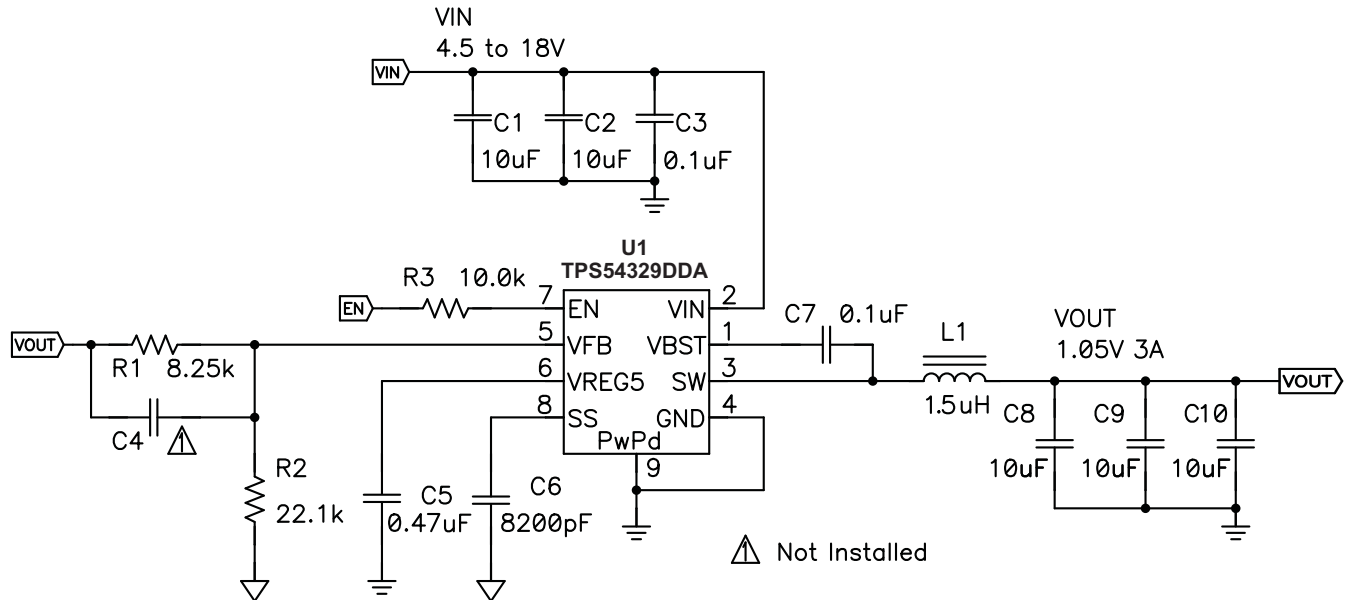 VIN
4.5 to 18V
VIN
C1
C2
C3
10uF
10uF
0.1uF
U1
TPS54329DDA
R3 10.0k
EN
7
EN
VIN
2
C7 0.1uF
VOUT
R1 8.25k
5
VFB
VBST
1
L1
VOUT
1.05V 3A
6
VREG5
SW
3
1.5uH
VOUT
C4
1
8
SS
GND
4
C8
C9
C10
PwPd
9
10uF
10uF
10uF
R2
22.1k
C5
0.47uF
C6
8200pF
1 Not Installed